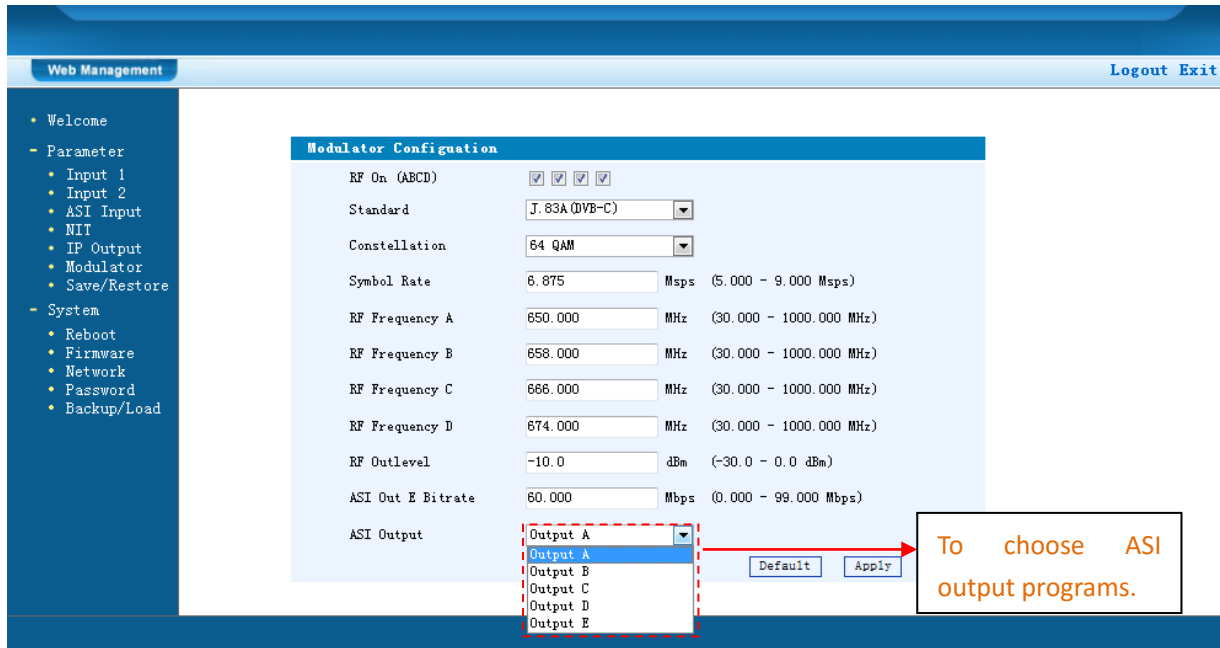 Web Management
Logout Exit
Welcome
Parameter
Input 1
Input 2
ASI Input
NIT
IP Output
Modulator
Save/Restore
System
Reboot
Firmware
Network
Password
Backup/Load
Modulator Configuation
RF On (ABCD)
Standard J.83A(DVB-C)
Constellation 64 QAM
Symbol Rate 6.875 Msps (5.000 - 9.000 Msps)
RF Frequency A 650.000 MHz (30.000 - 1000.000 MHz)
RF Frequency B 658.000 MHz (30.000 - 1000.000 MHz)
RF Frequency C 666.000 MHz (30.000 - 1000.000 MHz)
RF Frequency D 674.000 MHz (30.000 - 1000.000 MHz)
RF Outlevel -10.0 dBm (-30.0 - 0.0 dBm)
ASI Out E Bitrate 60.000 Mbps (0.000 - 99.000 Mbps)
ASI Output Output A
Output A
Output B
Output C
Output D
Output E
Default Apply
To choose ASI
output programs.